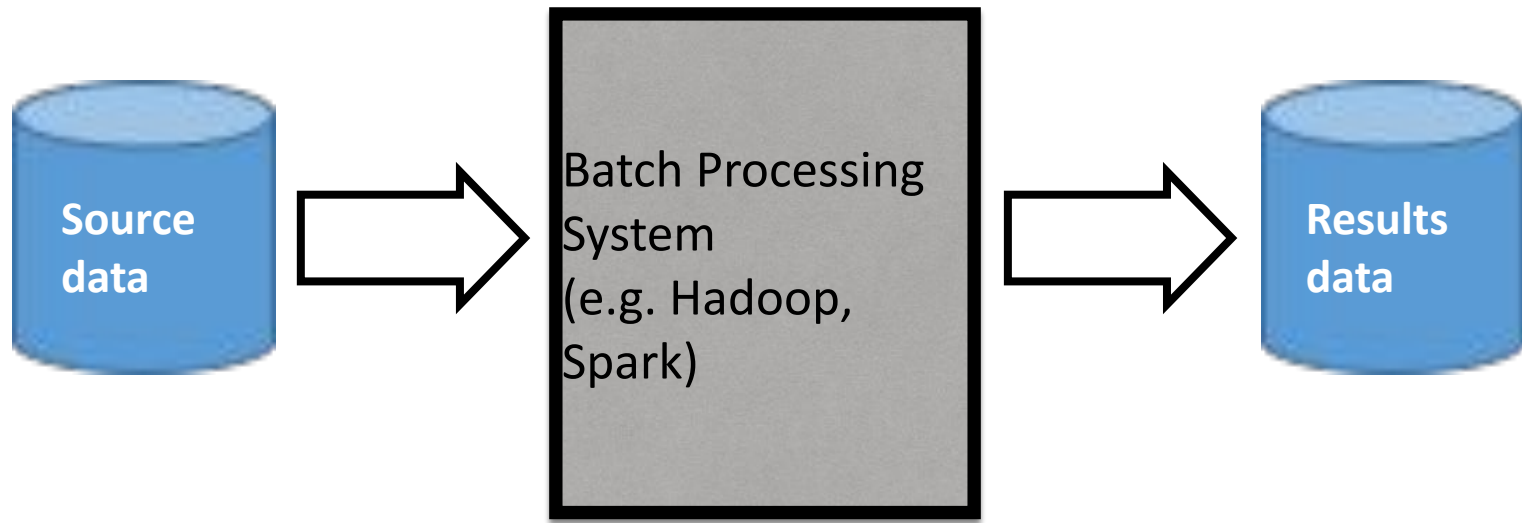 Source
data
Batch Processing
System
(e.g. Hadoop,
Spark)
Results
data